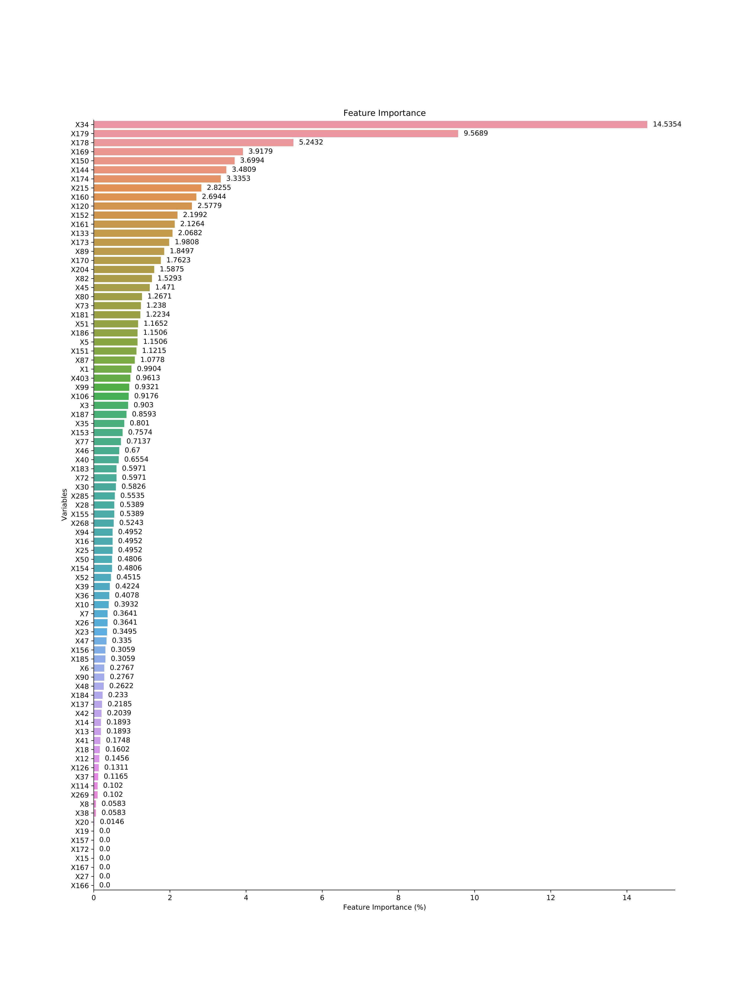 Feature Importance
X34 14.5354
X179 9.5689
X178 5.2432
X169 3.9179
X150 3.6994
X144 3.4809
X174 3.3353
X215 2.8255
X160 2.6944
X120 2.5779
X152 2.1992
X161 2.1264
X133 2.0682
X173 1.9808
X89 1.8497
X170 1.7623
X204 1.5875
X82 1.5293
X45 1.471
X80 1.2671
X73 1.238
X181 1.2234
X51 1.1652
X186 1.1506
X5 1.1506
X151 1.1215
X87 1.0778
X1 0.9904
X403 0.9613
X99 0.9321
X106 0.9176
X3 0.903
X187 0.8593
X35 0.801
X153 0.7574
X77 0.7137
X46 0.67
X40 0.6554
X183 0.5971
X72 0.5971
X30 0.5826
X285 0.5535
X28 0.5389
X155 0.5389
X268 0.5243
X94 0.4952
X16 0.4952
X25 0.4952
X50 0.4806
X154 0.4806
X52 0.4515
X39 0.4224
X36 0.4078
X10 0.3932
X7 0.3641
X26 0.3641
X23 0.3495
X47 0.335
X156 0.3059
X185 0.3059
X6 0.2767
X90 0.2767
X48 0.2622
X184 0.233
X137 0.2185
X42 0.2039
X14 0.1893
X13 0.1893
X41 0.1748
X18 0.1602
X12 0.1456
X126 0.1311
X37 0.1165
X114 0.102
X269 0.102
X8 0.0583
X38 0.0583
X20 0.0146
X19 0.0
X157 0.0
X172 0.0
X15 0.0
X167 0.0
X27 0.0
X166 0.0
Variables
0 2 4 6 8 10 12 14
Feature Importance (%)